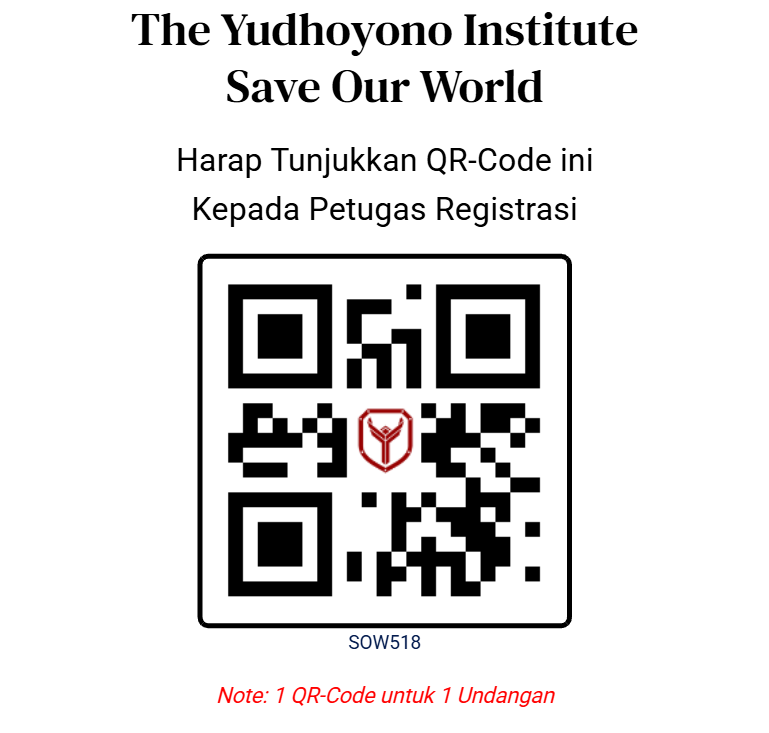 The Yudhoyono Institute
Save Our World
Harap Tunjukkan QR-Code ini
Kepada Petugas Registrasi
SOW518
Note: 1 QR-Code untuk 1 Undangan